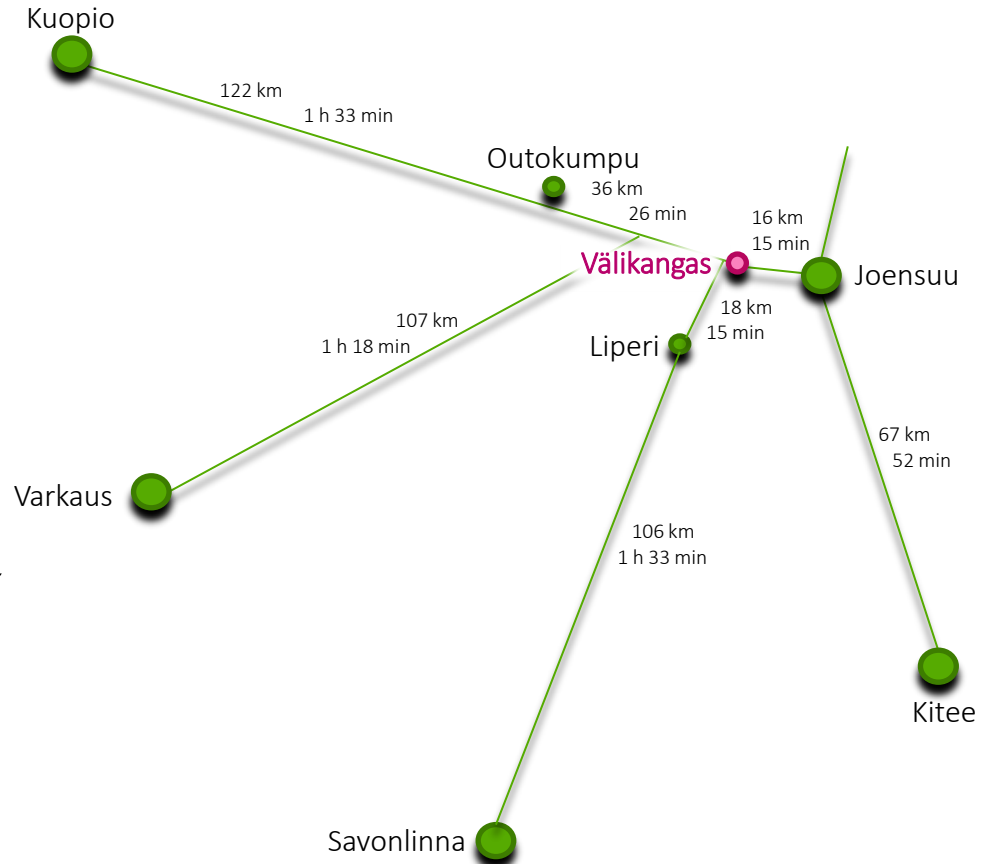 Kuopio
122 km
1 h 33 min
Outokumpu
36 km
26 min
16 km
15 min
Välikangas
Joensuu
18 km
15 min
Liperi
107 km
1 h 18 min
67 km
52 min
Varkaus
106 km
1 h 33 min
Kitee
Savonlinna